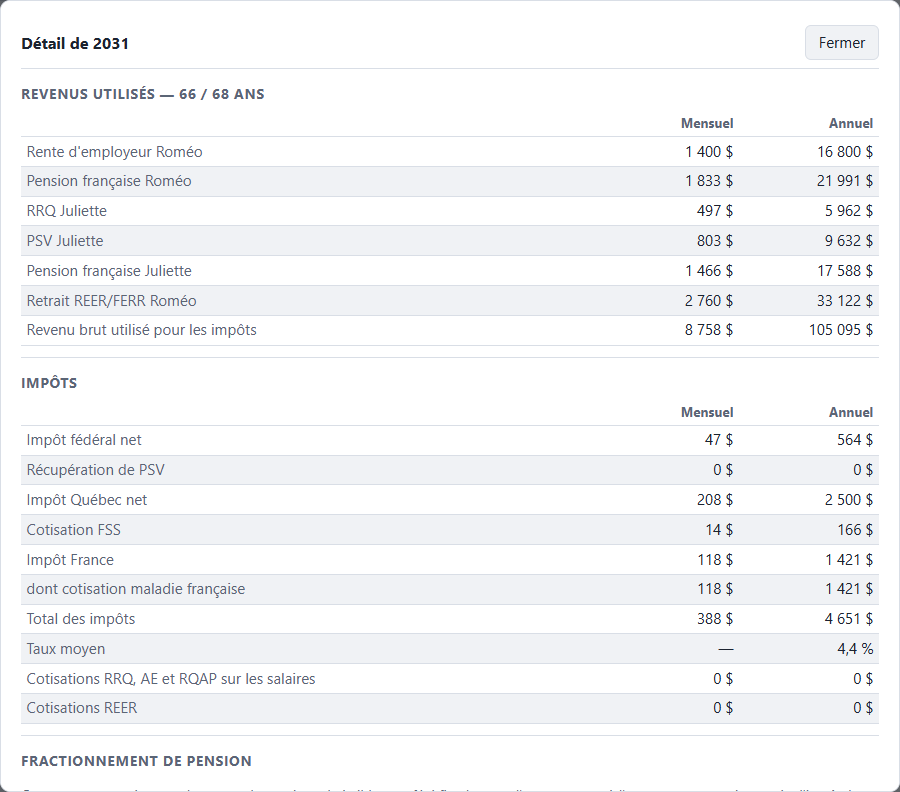 Détail de 2031 Fermer
REVENUS UTILISÉS — 66 / 68 ANS
Mensuel Annuel
Rente d'employeur Roméo 1 400 $ 16 800 $
Pension française Roméo 1 833 $ 21 991 $
RRQ Juliette 497 $ 5 962 $
PSV Juliette 803 $ 9 632 $
Pension française Juliette 1 466 $ 17 588 $
Retrait REER/FERR Roméo 2 760 $ 33 122 $
Revenu brut utilisé pour les impôts 8 758 $ 105 095 $
IMPÔTS
Mensuel Annuel
Impôt fédéral net 47 $ 564 $
Récupération de PSV 0 $ 0 $
Impôt Québec net 208 $ 2 500 $
Cotisation FSS 14 $ 166 $
Impôt France 118 $ 1 421 $
dont cotisation maladie française 118 $ 1 421 $
Total des impôts 388 $ 4 651 $
Taux moyen — 4,4 %
Cotisations RRQ, AE et RQAP sur les salaires 0 $ 0 $
Cotisations REER 0 $ 0 $
FRACTIONNEMENT DE PENSION